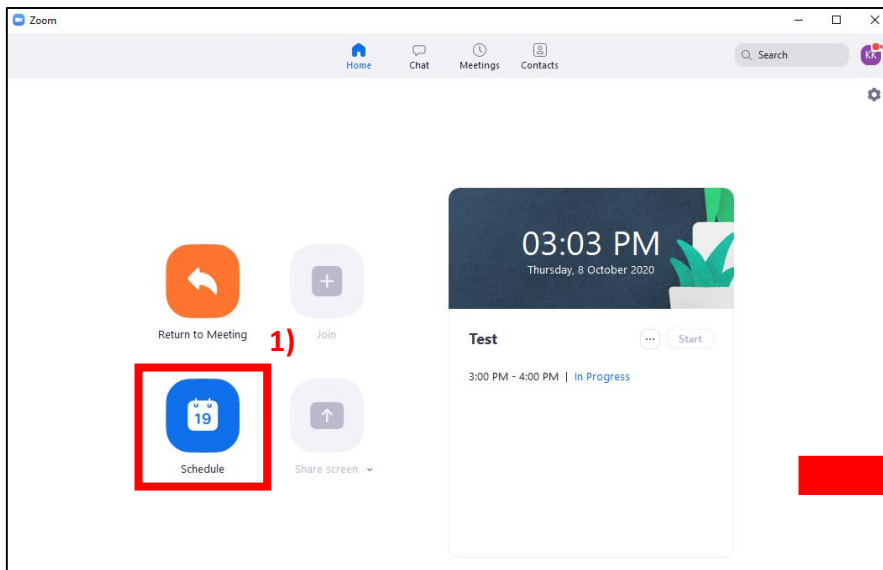 Zoom
Home
Chat
Meetings
Contacts
Search
KK
03:03 PM
Thursday, 8 October 2020
Return to Meeting
1)
Join
Test
... Start
3:00 PM - 4:00 PM | In Progress
19
Schedule
Share screen